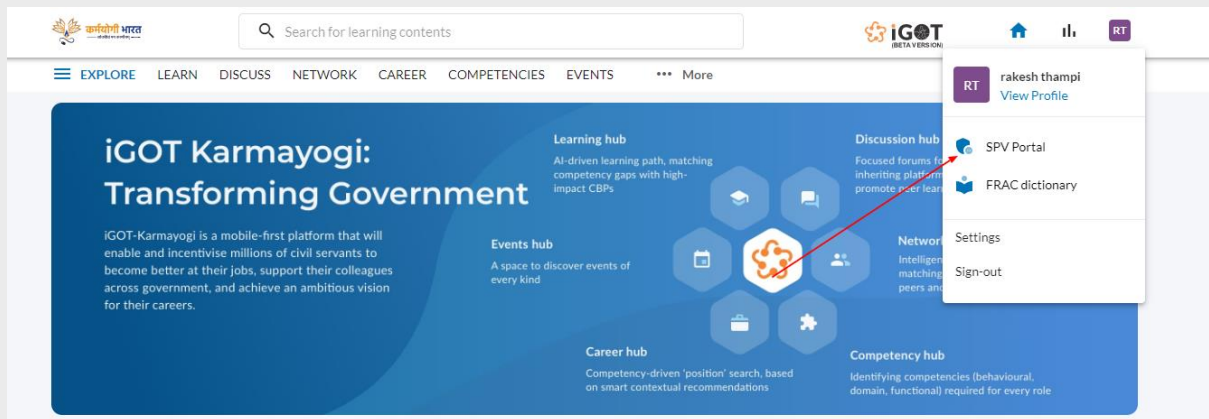 कर्मयोगी भारत
Search for learning contents
iGOT
(BETA VERSION)
RT
EXPLORE LEARN DISCUSS NETWORK CAREER COMPETENCIES EVENTS ••• More
RT
rakesh thampi
View Profile
SPV Portal
FRAC dictionary
Settings
Sign-out
iGOT Karmayogi:
Transforming Government
iGOT-Karmayogi is a mobile-first platform that will
enable and incentivise millions of civil servants to
become better at their jobs, support their colleagues
across government, and achieve an ambitious vision
for their careers.
Learning hub
AI-driven learning path, matching
competency gaps with high-
impact CBPs
Discussion hub
Focused forums
inheriting platform
promote peer
Events hub
A space to discover events of
every kind
Network
matching
peers
Career hub
Competency-driven 'position' search, based
on smart contextual recommendations
Competency hub
Identifying competencies (behavioural,
domain, functional) required for every role